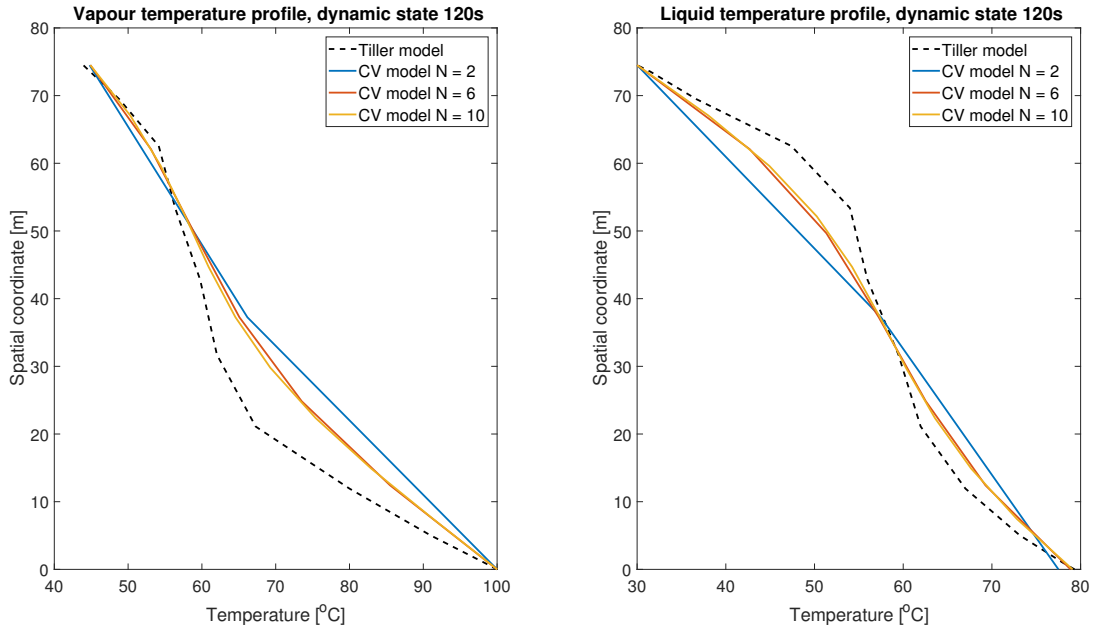 Vapour temperature profile, dynamic state 120s
80
70
60
50
40
30
20
10
0
Spatial coordinate [m]
Tiller model
CV model N = 2
CV model N = 6
CV model N = 10
40
50
60
70
80
90
100
Temperature [°C]
Liquid temperature profile, dynamic state 120s
80
70
60
50
40
30
20
10
0
Spatial coordinate [m]
Tiller model
CV model N = 2
CV model N = 6
CV model N = 10
30
40
50
60
70
80
Temperature [°C]